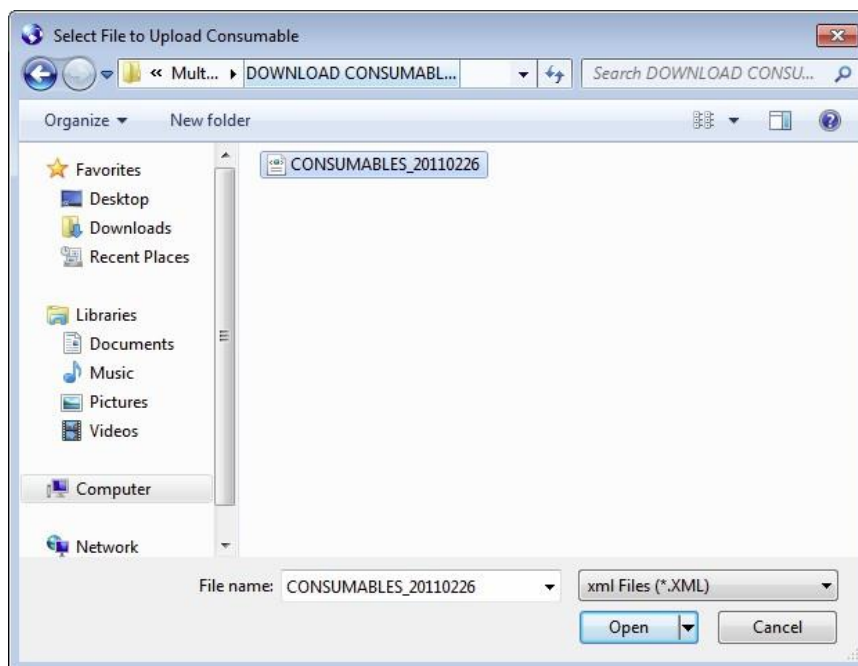 Select File to Upload Consumable
« Mult... DOWNLOAD CONSUMABL... Search DOWNLOAD CONSU...
Organize New folder
Favorites
Desktop
Downloads
Recent Places
Libraries
Documents
Music
Pictures
Videos
Computer
Network
CONSUMABLES_20110226
File name: CONSUMABLES_20110226 xml Files (*.XML)
Open Cancel